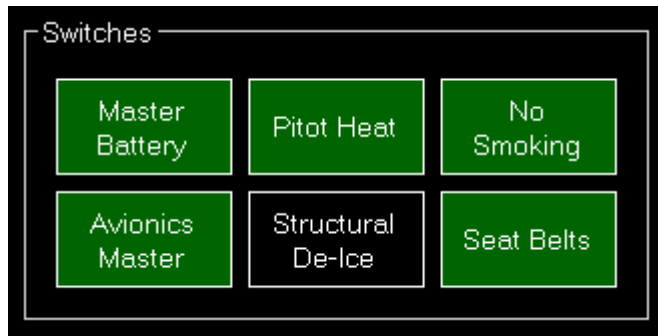 Switches
Master
Battery
Pitot Heat
No
Smoking
Avionics
Master
Structural
De-Ice
Seat Belts